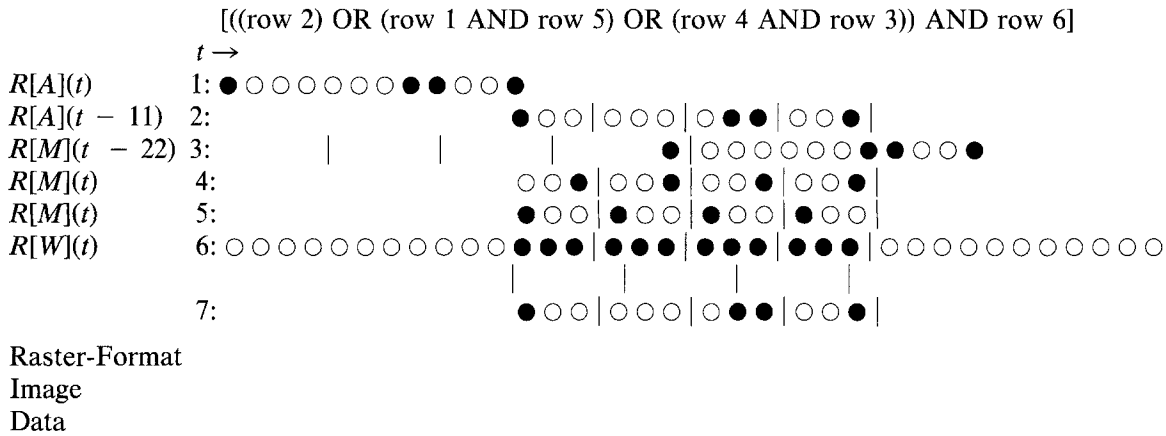 [((row 2) OR (row 1 AND row 5) OR (row 4 AND row 3)) AND row 6]
t →
R[A](t) 1:
R[A](t − 11) 2:
R[M](t − 22) 3:
R[M](t) 4:
R[M](t) 5:
R[W](t) 6:
7:
Raster-Format
Image
Data